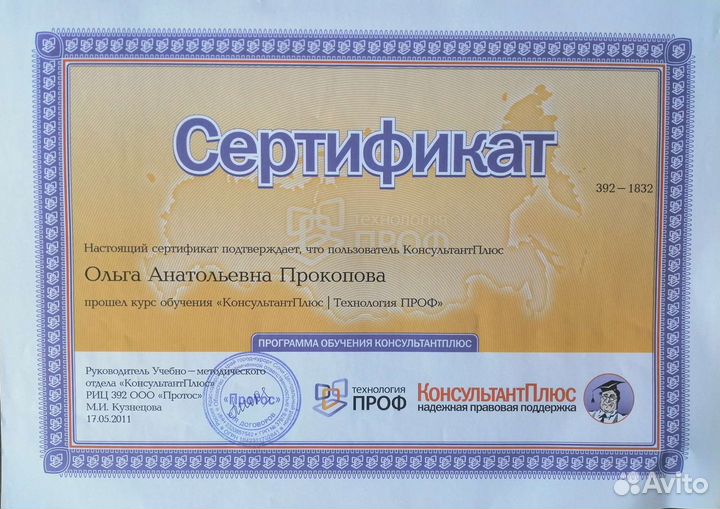 Сертификат
392－1832
ТЕХНОЛОГИЯ
ПРОФ
Настоящий сертификат подтверждает, что пользователь КонсультантПлюс
Ольга Анатольевна Прокопова
прошел курс обучения «КонсультантПлюс | Технология ПРОФ»
ПРОГРАММА ОБУЧЕНИЯ КОНСУЛЬТАНТПЛЮС
Руководитель Учебно－методического
отдела «КонсультантПлюс»
РИЦ 392 ООО «Протос»
М.И. Кузнецова
17.05.2011
«Протос»
ДОГОВОРОВ
ТЕХНОЛОГИЯ
ПРОФ
КонсультантПлюс
надежная правовая поддержка
Avito